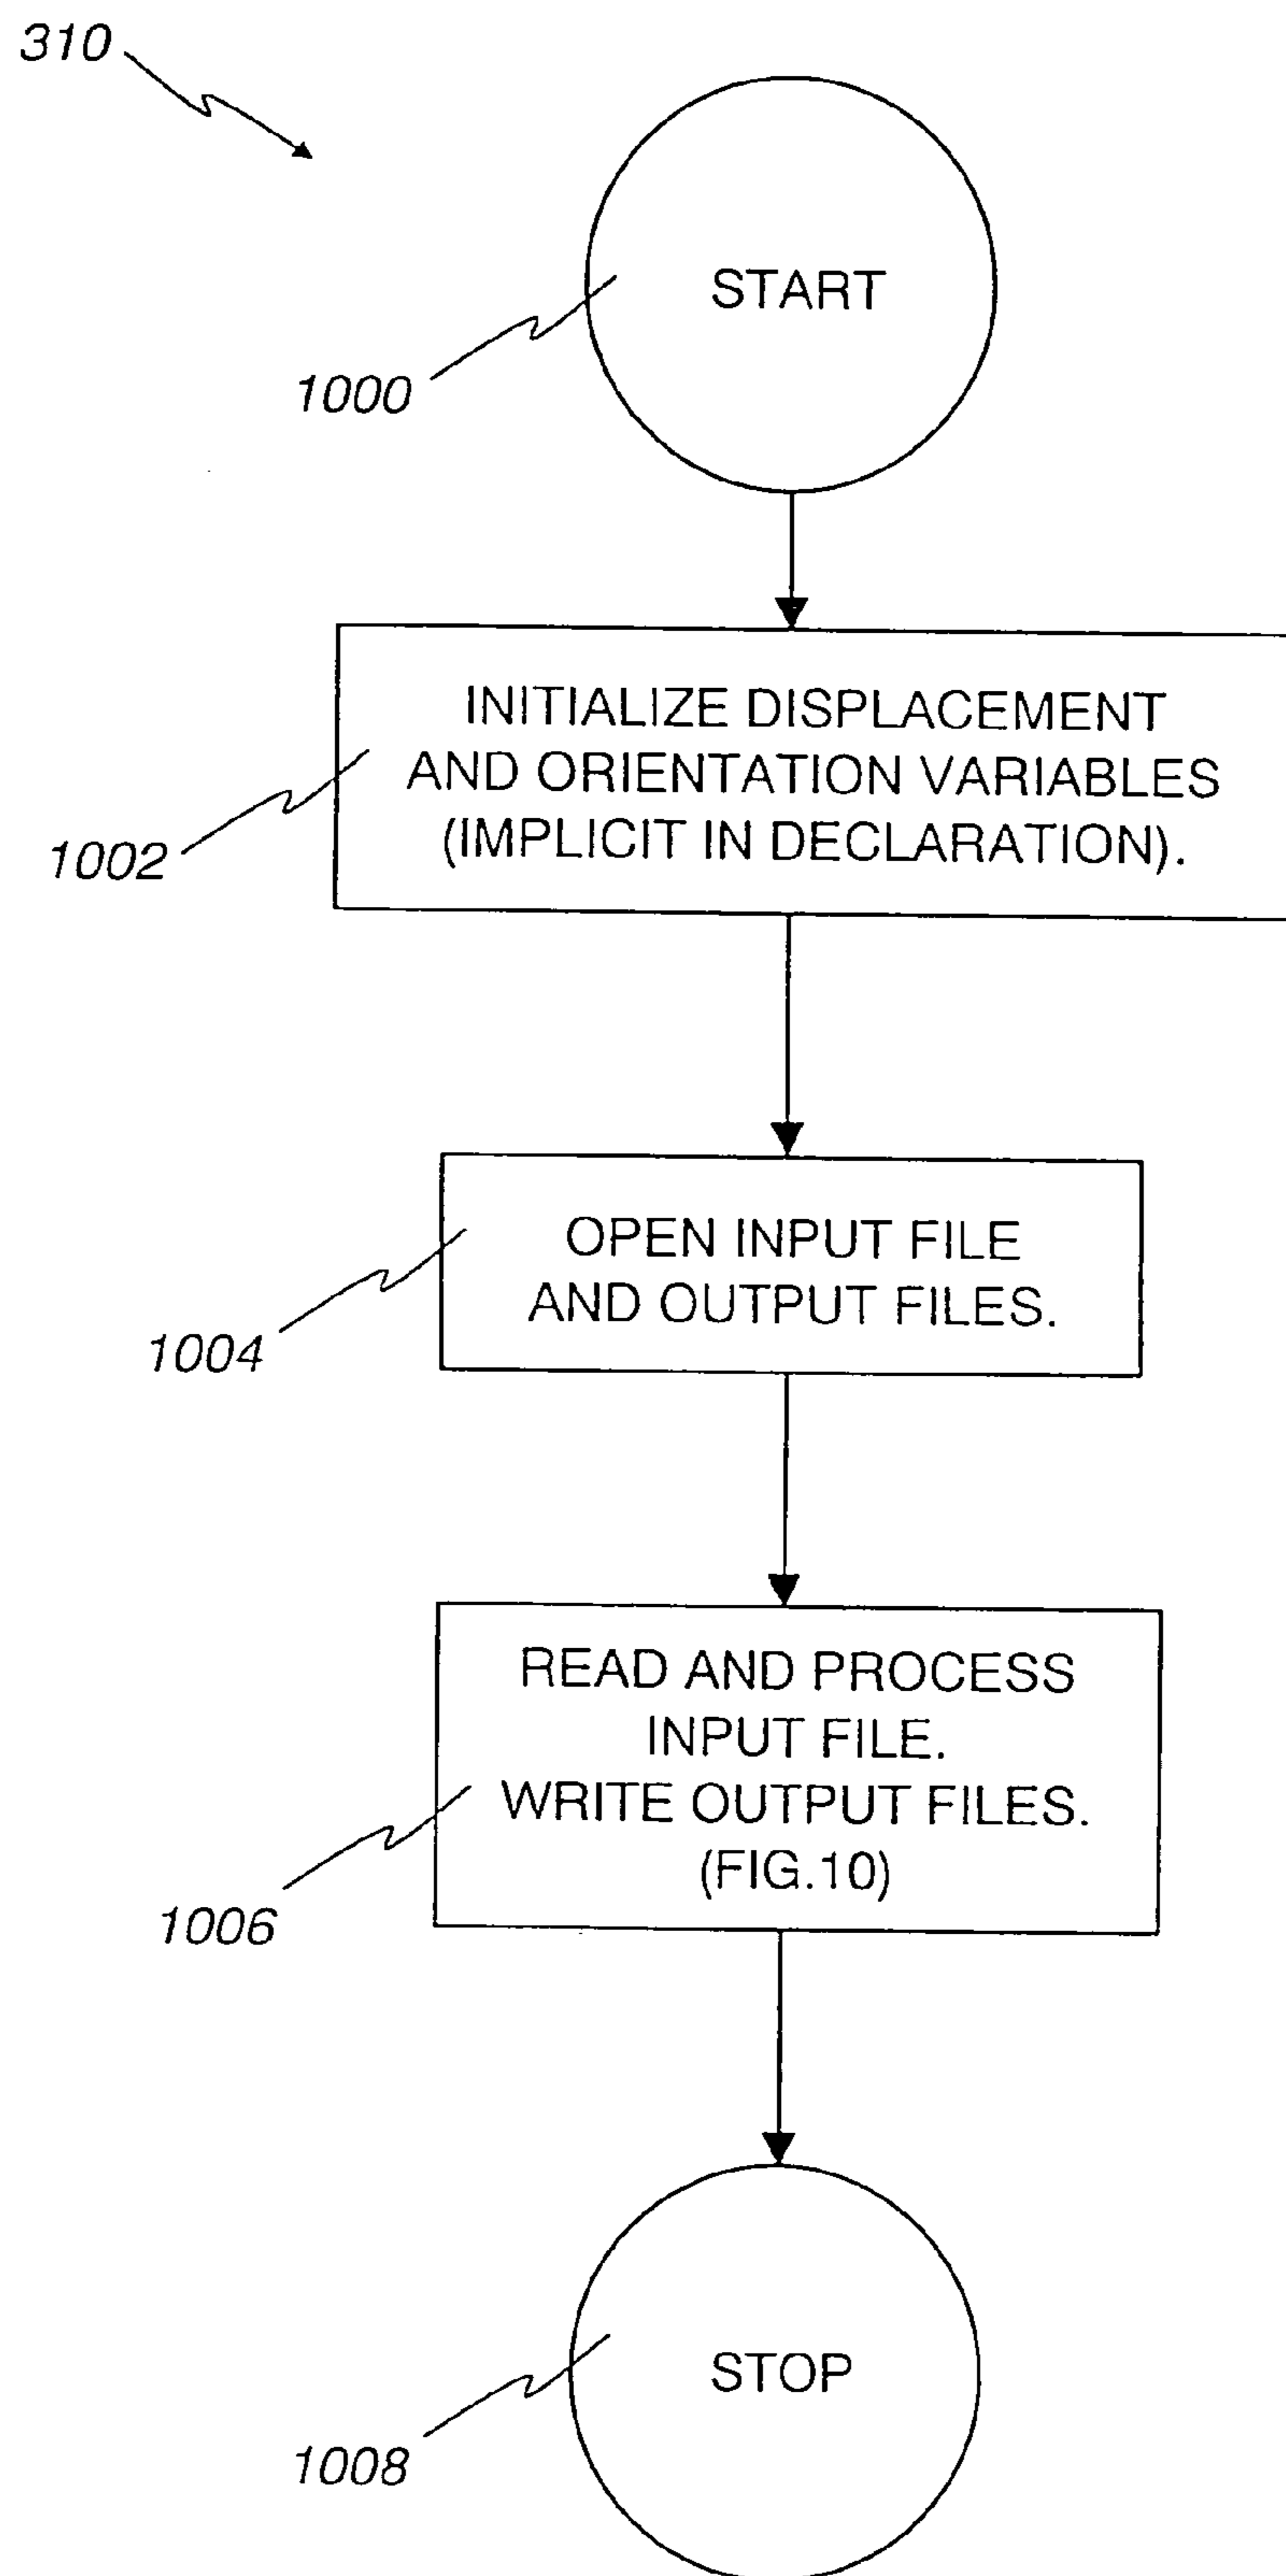 310
START
1000
INITIALIZE DISPLACEMENT
AND ORIENTATION VARIABLES
(IMPLICIT IN DECLARATION).
1002
OPEN INPUT FILE
AND OUTPUT FILES.
1004
READ AND PROCESS
INPUT FILE.
WRITE OUTPUT FILES.
(FIG.10)
1006
STOP
1008